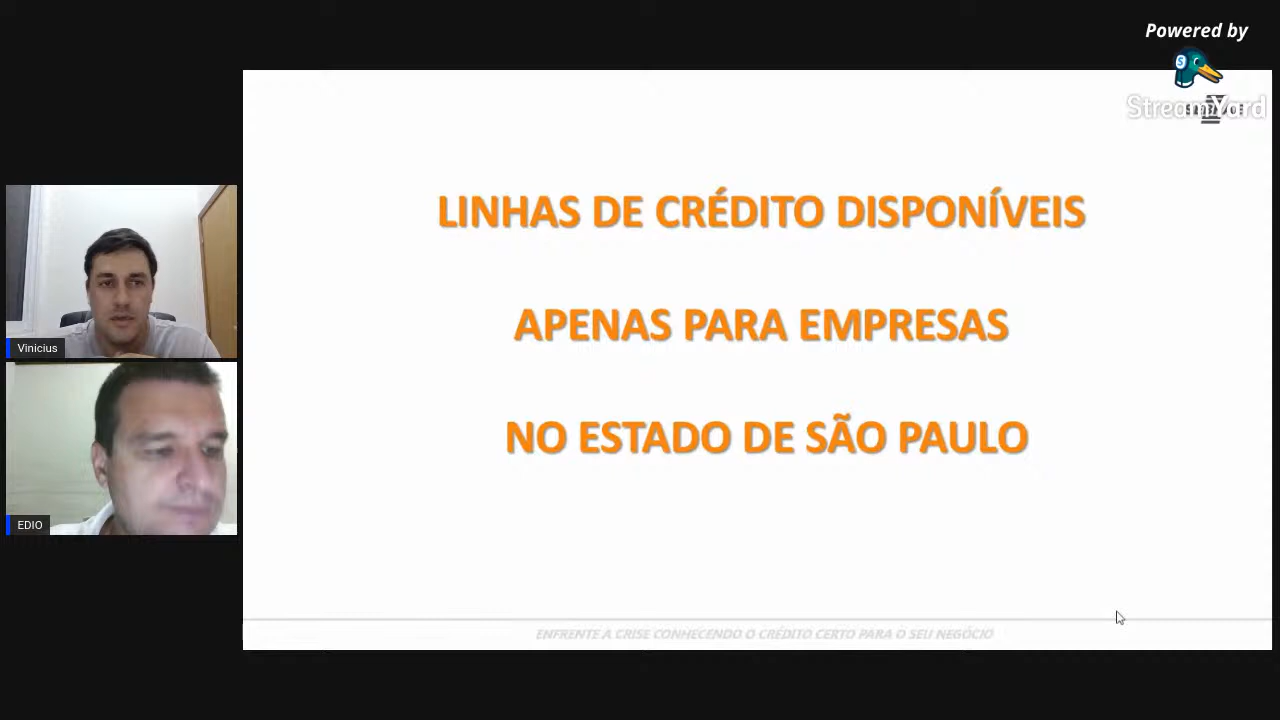 Powered by
StreamYard
LINHAS DE CRÉDITO DISPONÍVEIS
APENAS PARA EMPRESAS
NO ESTADO DE SÃO PAULO
Vinicius
EDIO
ENFRENTE A CRISE CONHECENDO O CRÉDITO CERTO PARA O SEU NEGÓCIO